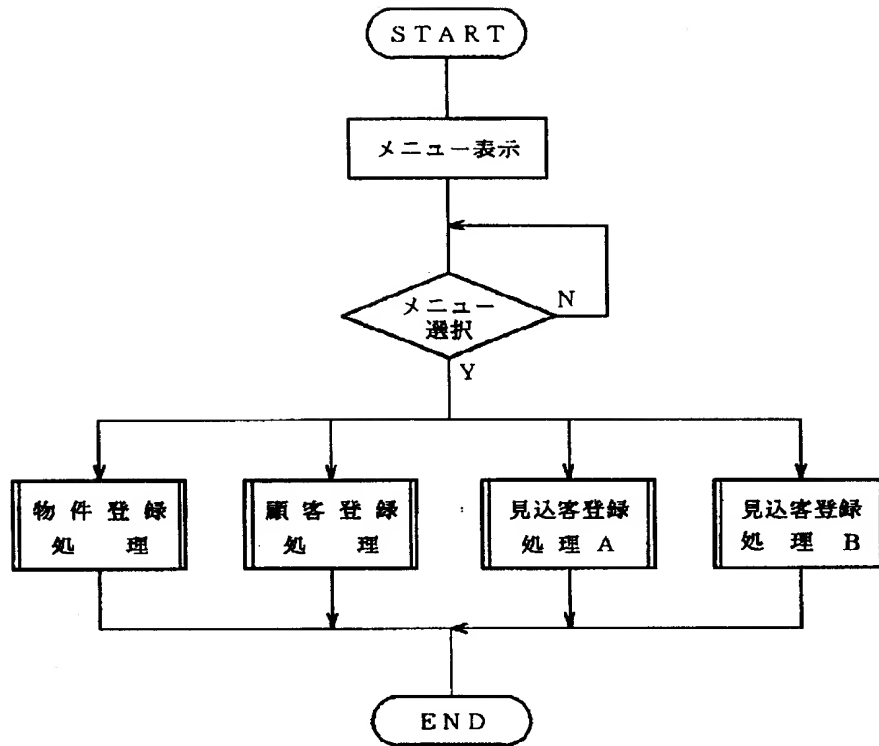 START
メニュー表示
メニュー
選択
N
Y
物件登録
処理
顧客登録
処理
見込客登録
処理A
見込客登録
処理B
END